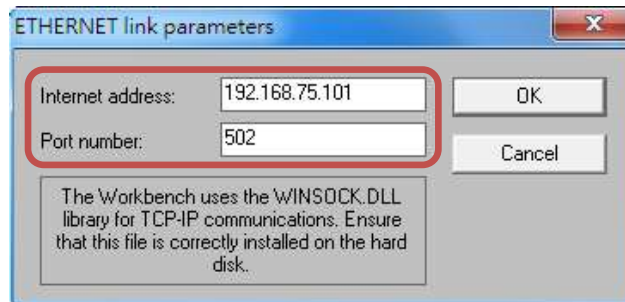 ETHERNET link parameters
Internet address: 192.168.75.101 OK
Port number: 502 Cancel
The Workbench uses the WINSOCK.DLL
library for TCP-IP communications. Ensure
that this file is correctly installed on the hard
disk.